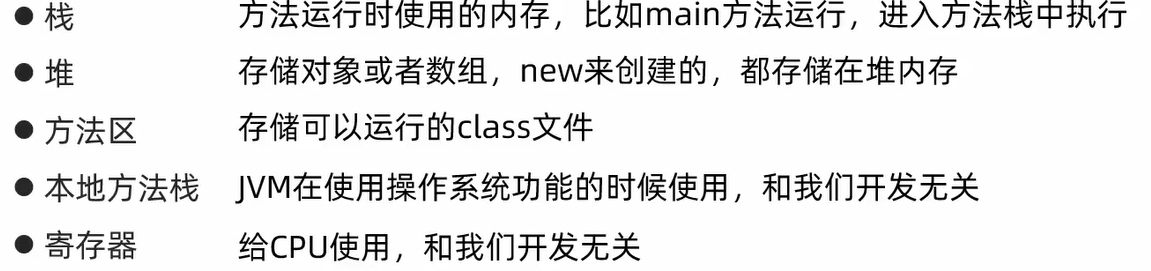 ● 栈 方法运行时使用的内存，比如main方法运行，进入方法栈中执行
● 堆 存储对象或者数组，new来创建的，都存储在堆内存
● 方法区 存储可以运行的class文件
● 本地方法栈 JVM在使用操作系统功能的时候使用，和我们开发无关
● 寄存器 给CPU使用，和我们开发无关